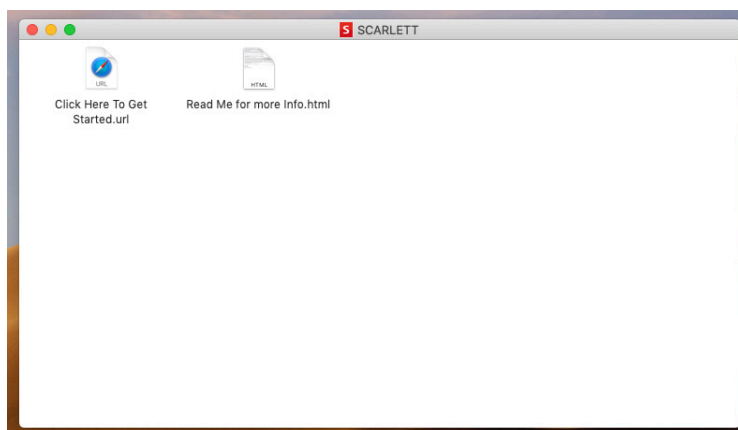 S SCARLETT
URL
HTML
Click Here To Get
Started.url
Read Me for more Info.html